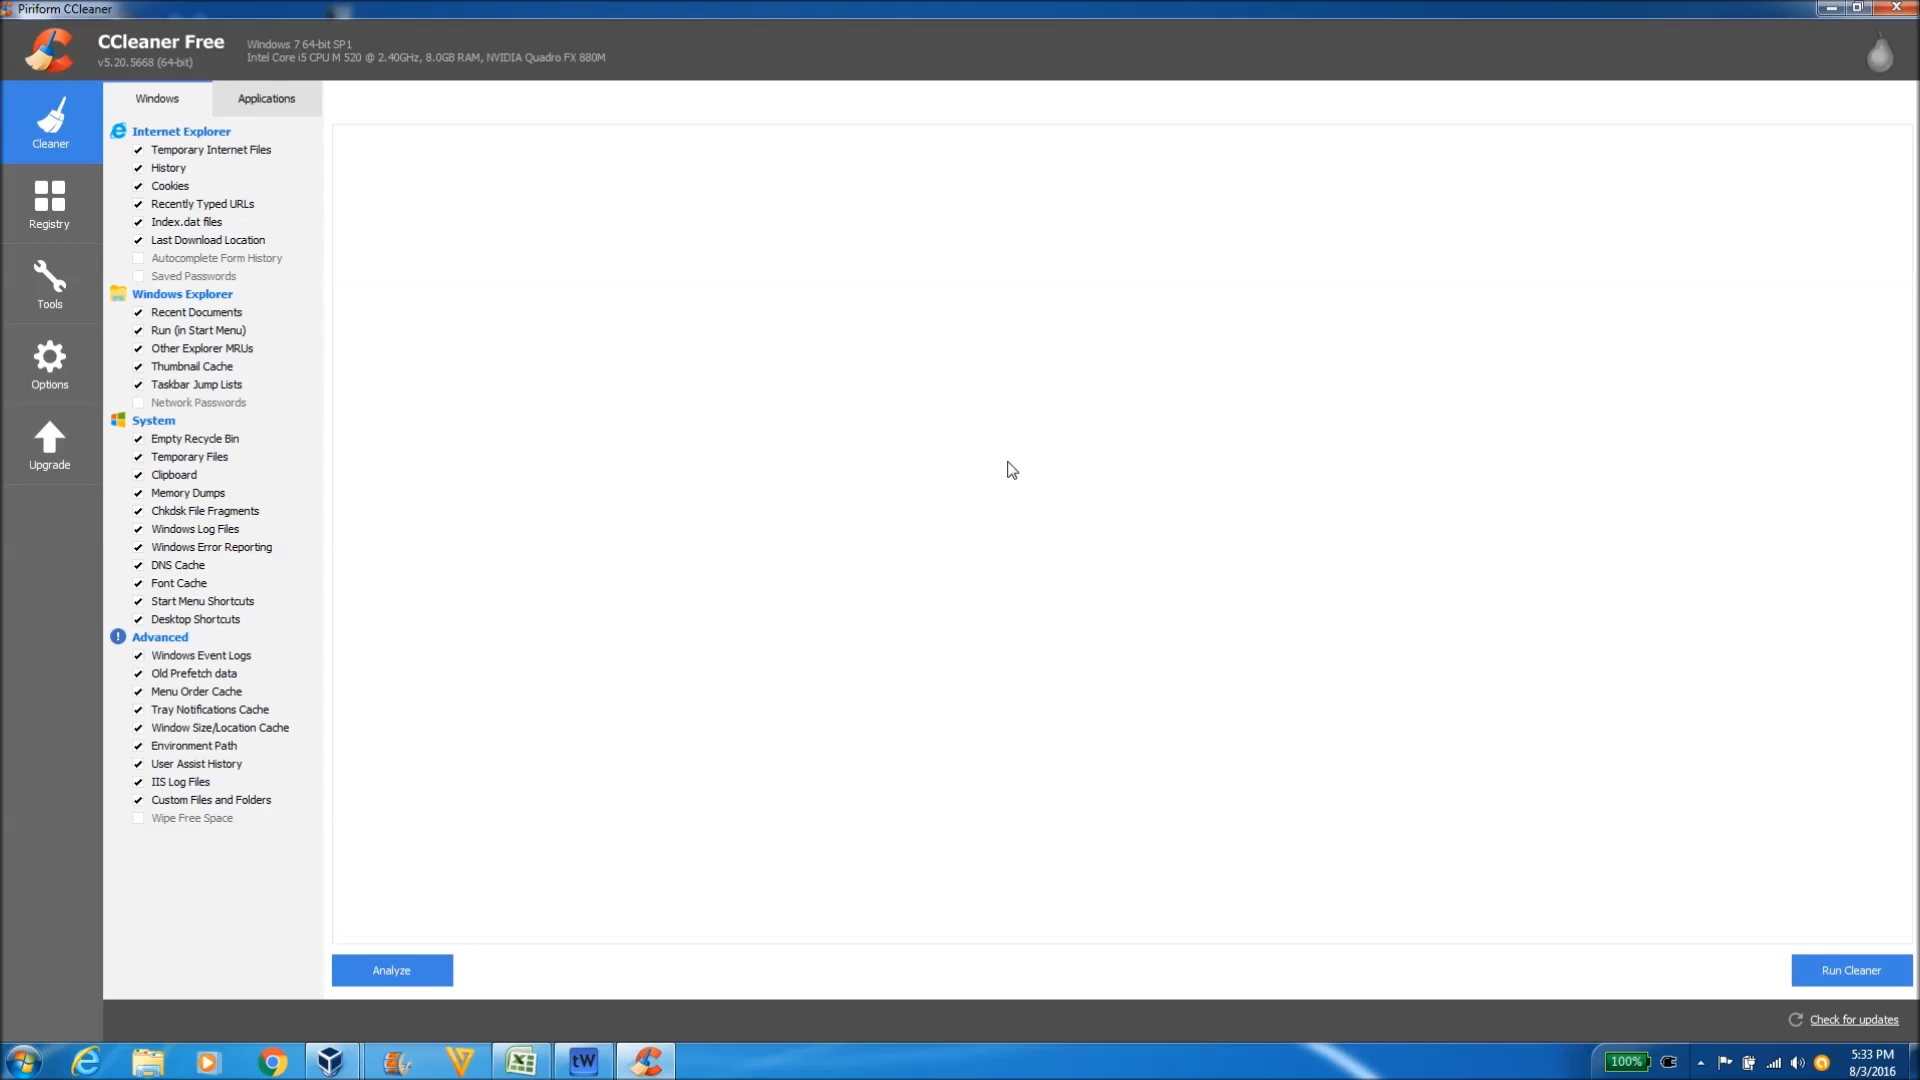 Piriform CCleaner
CCleaner Free
v5.20.5668 (64-bit)
Windows 7 64-bit SP1
Intel Core i5 CPU M 520 @ 2.40GHz, 8.0GB RAM, NVIDIA Quadro FX 880M
Cleaner
Registry
Tools
Options
Upgrade
Windows
Applications
Internet Explorer
Temporary Internet Files
History
Cookies
Recently Typed URLs
Index.dat files
Last Download Location
Autocomplete Form History
Saved Passwords
Windows Explorer
Recent Documents
Run (in Start Menu)
Other Explorer MRUs
Thumbnail Cache
Taskbar Jump Lists
Network Passwords
System
Empty Recycle Bin
Temporary Files
Clipboard
Memory Dumps
Chkdsk File Fragments
Windows Log Files
Windows Error Reporting
DNS Cache
Font Cache
Start Menu Shortcuts
Desktop Shortcuts
Advanced
Windows Event Logs
Old Prefetch data
Menu Order Cache
Tray Notifications Cache
Window Size/Location Cache
Environment Path
User Assist History
IIS Log Files
Custom Files and Folders
Wipe Free Space
Analyze
Run Cleaner
Check for updates
tW
100%
5:33 PM
8/3/2016